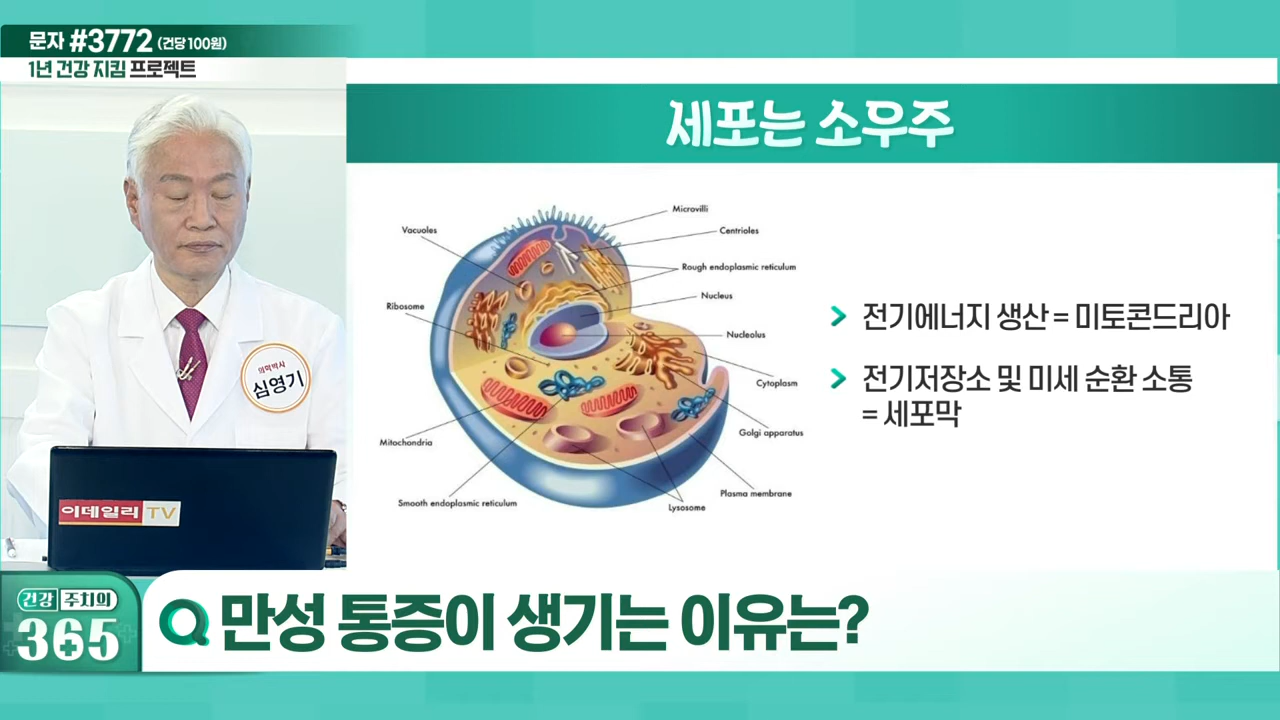 문자 #3772 (건당 100원)
1년 건강 지킴 프로젝트
세포는 소우주
Microvilli
Vacuoles
Centrioles
Rough endoplasmic reticulum
Nucleus
Ribosome
Nucleolus
Cytoplasm
Golgi apparatus
Mitochondria
Plasma membrane
Smooth endoplasmic reticulum
Lysosome
전기에너지 생산 = 미토콘드리아
전기저장소 및 미세 순환 소통
= 세포막
의학박사
심영기
이데일리 TV
건강 주치의
365
Q 만성 통증이 생기는 이유는?